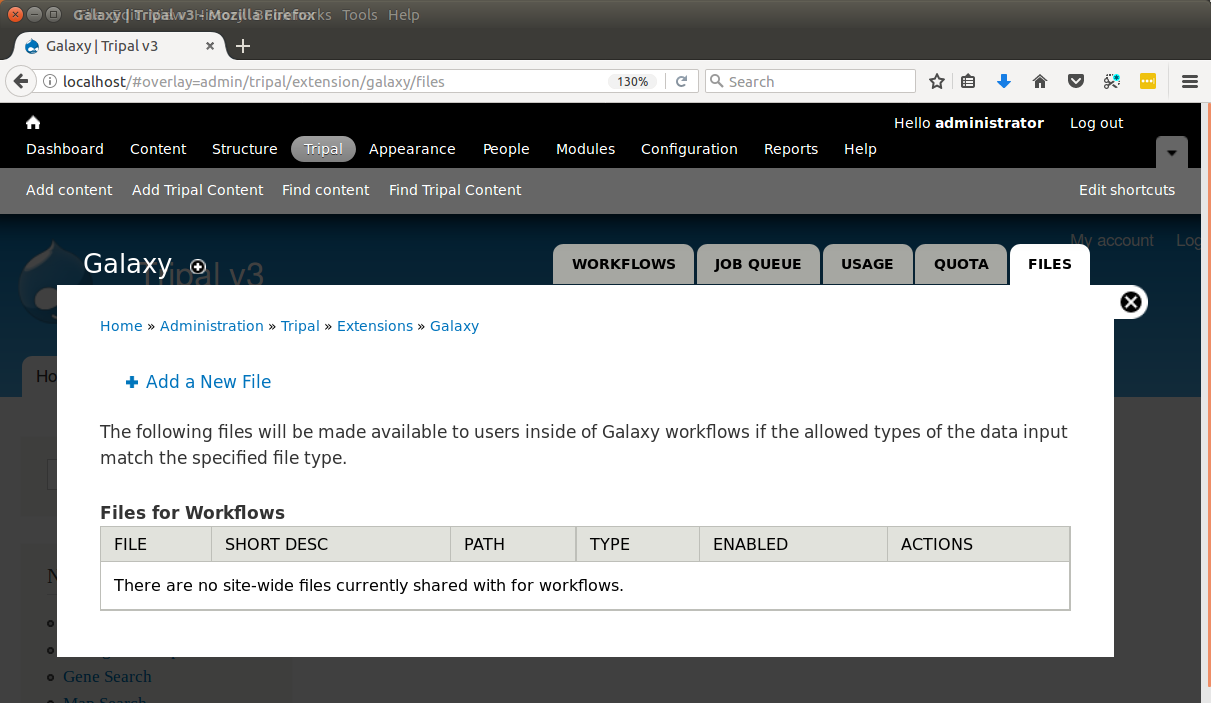 Galaxy | Tripal v3 - Mozilla Firefox Tools Help
Galaxy | Tripal v3
localhost/#overlay=admin/tripal/extension/galaxy/files 130% Search
Hello administrator Log out
Dashboard Content Structure Tripal Appearance People Modules Configuration Reports Help
Add content Add Tripal Content Find content Find Tripal Content Edit shortcuts
My account Log
Tripal v3
Galaxy WORKFLOWS JOB QUEUE USAGE QUOTA FILES
Home » Administration » Tripal » Extensions » Galaxy
Ho
Add a New File
The following files will be made available to users inside of Galaxy workflows if the allowed types of the data input
match the specified file type.
Files for Workflows
FILE SHORT DESC PATH TYPE ENABLED ACTIONS
There are no site-wide files currently shared with for workflows.
Gene Search
Map Search